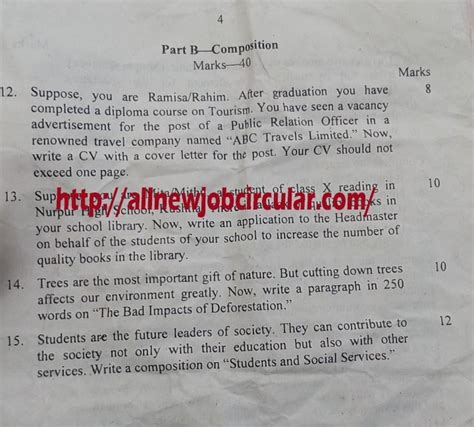 4
Part B—Composition
Marks—40
Marks
12. Suppose, you are Ramisa/Rahim. After graduation you have 8
completed a diploma course on Tourism. You have seen a vacancy
advertisement for the post of a Public Relation Officer in a
renowned travel company named "ABC Travels Limited." Now,
write a CV with a cover letter for the post. Your CV should not
exceed one page.
13. student of class X reading in 10
http://allnewjobcircular.com/
Nurpur High School, in
your school library. Now, write an application to the Headmaster
on behalf of the students of your school to increase the number of
quality books in the library.
14. Trees are the most important gift of nature. But cutting down trees 10
affects our environment greatly. Now, write a paragraph in 250
words on "The Bad Impacts of Deforestation."
15. Students are the future leaders of society. They can contribute to 12
the society not only with their education but also with other
services. Write a composition on "Students and Social Services."